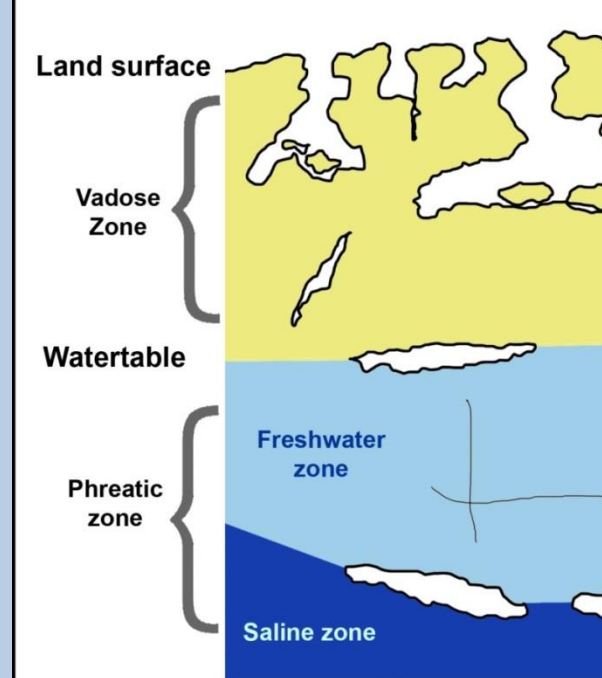 Land surface
Vadose
Zone
Watertable
Freshwater
zone
Phreatic
zone
Saline zone